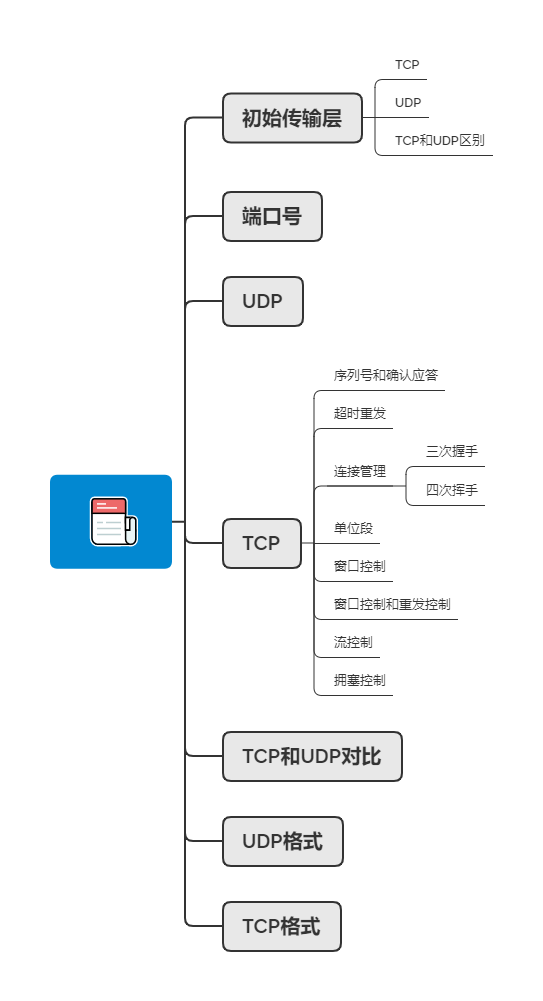 初始传输层
TCP
UDP
TCP和UDP区别
端口号
UDP
TCP
序列号和确认应答
超时重发
连接管理
三次握手
四次挥手
单位段
窗口控制
窗口控制和重发控制
流控制
拥塞控制
TCP和UDP对比
UDP格式
TCP格式